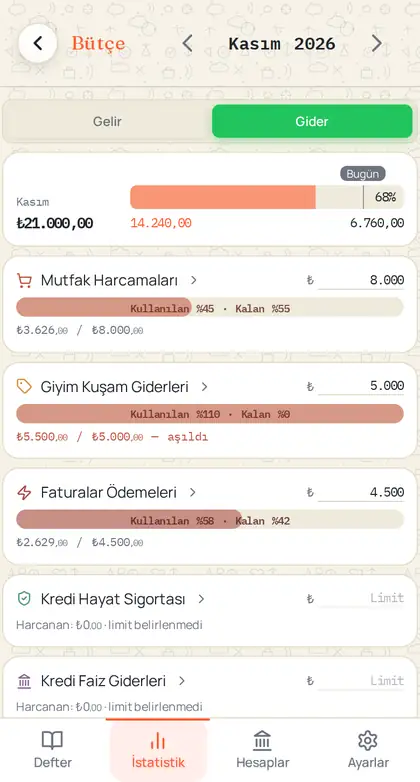 Bütçe
Kasım 2026
Gelir
Gider
Bugün
Kasım
68%
₺21.000,00
14.240,00
6.760,00
Mutfak Harcamaları
₺ 8.000
Kullanılan %45 · Kalan %55
₺3.626,00 / ₺8.000,00
Giyim Kuşam Giderleri
₺ 5.000
Kullanılan %110 · Kalan %0
₺5.500,00 / ₺5.000,00 — aşıldı
Faturalar Ödemeleri
₺ 4.500
Kullanılan %58 · Kalan %42
₺2.629,00 / ₺4.500,00
Kredi Hayat Sigortası
₺ Limit
Harcanan: ₺0,00 · limit belirlenmedi
Kredi Faiz Giderleri
₺ Limit
Harcanan: ₺0,00 · limit belirlenmedi
Defter
İstatistik
Hesaplar
Ayarlar